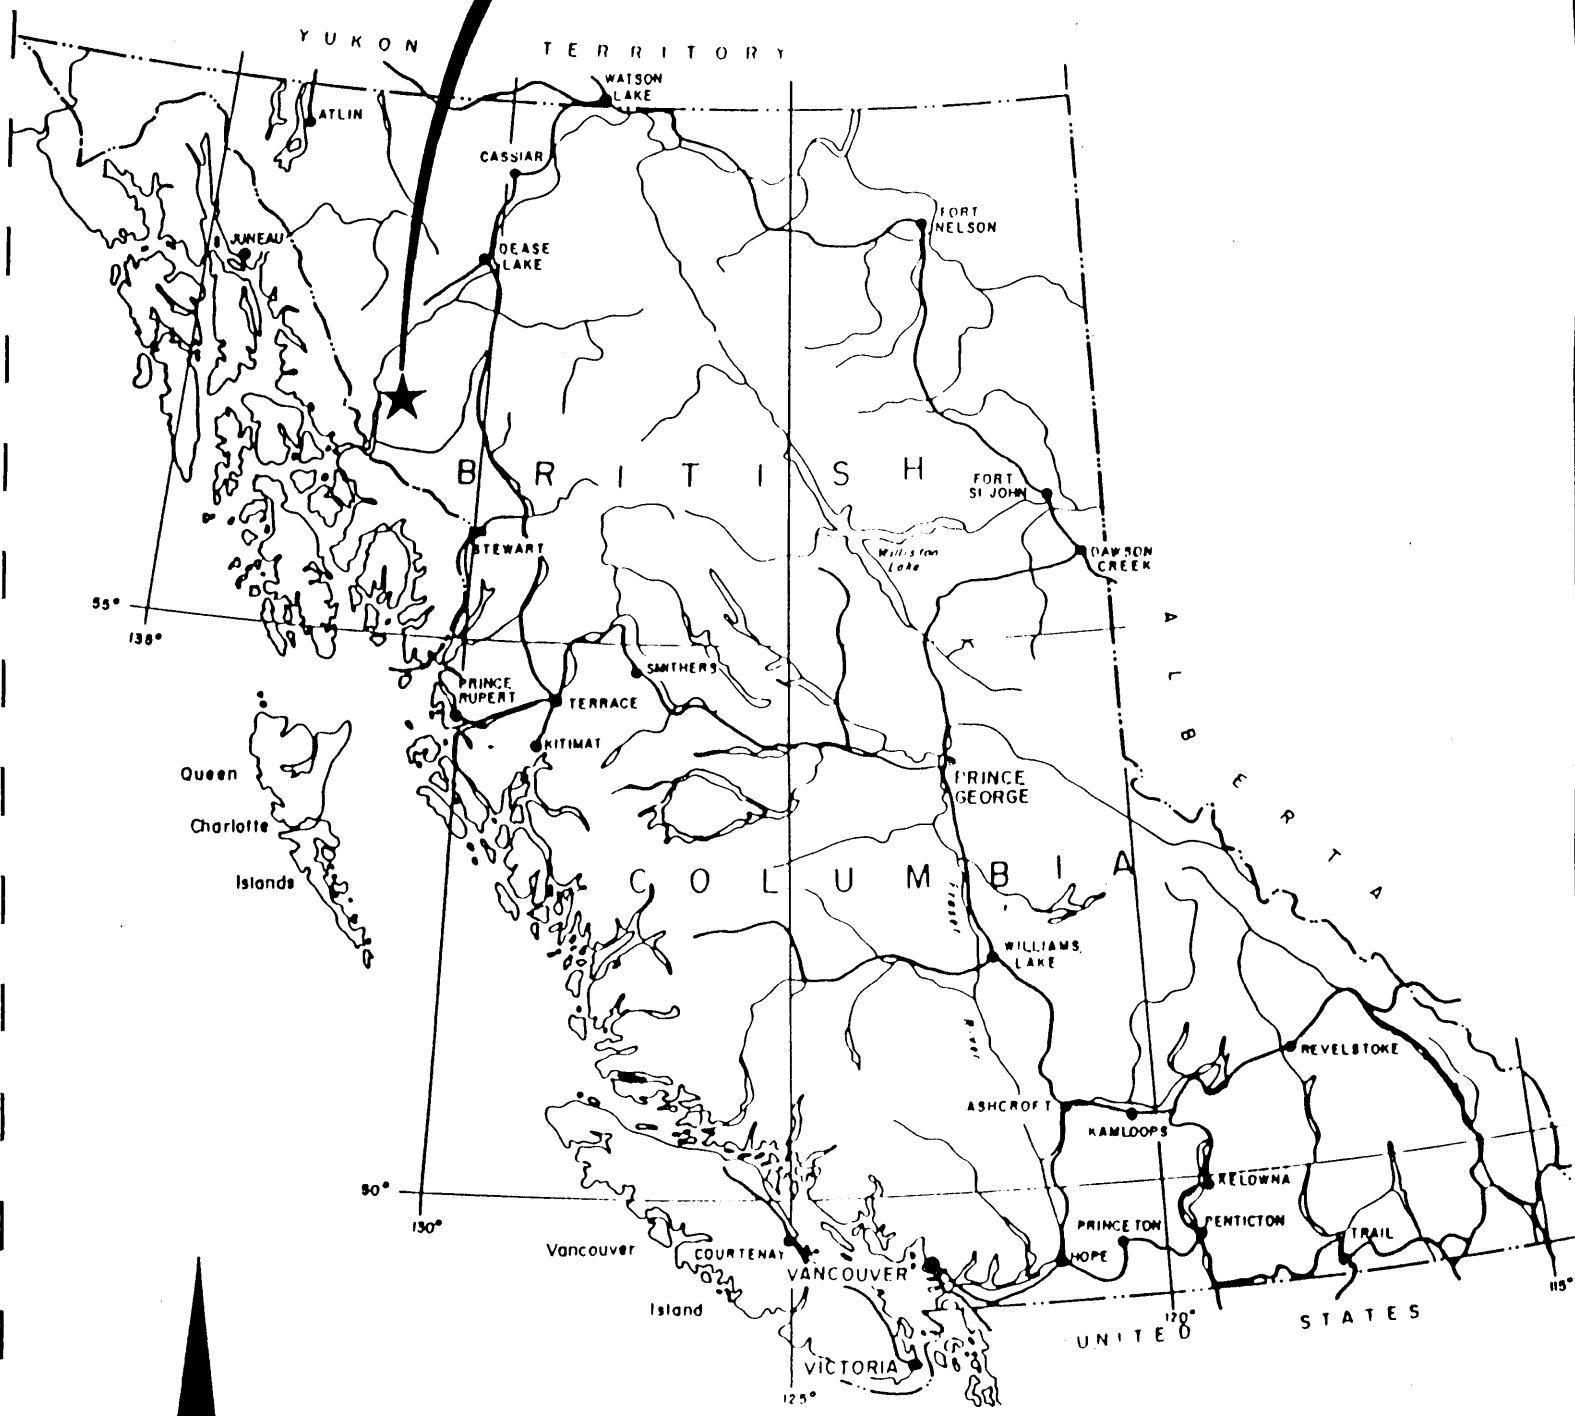 YUKON TERRITORY
WATSON
LAKE
ATLIN
CASSIAR
FORT
NELSON
JUNEAU
DEASE
LAKE
BRITISH
FORT
ST JOHN
STEWART
Williston
Lake
DAWSON
CREEK
55°
138°
ALBERTA
SMITHERS
PRINCE
RUPERT
TERRACE
KITIMAT
Queen
Charlotte
Islands
PRINCE
GEORGE
COLUMBIA
Fraser
River
WILLIAMS
LAKE
REVELSTOKE
ASHCROFT
KAMLOOPS
50°
130°
KELOWNA
PRINCETON
PENTICTON
TRAIL
HOPE
Vancouver
Island
COURTENAY
VANCOUVER
115°
120°
UNITED STATES
VICTORIA
125°